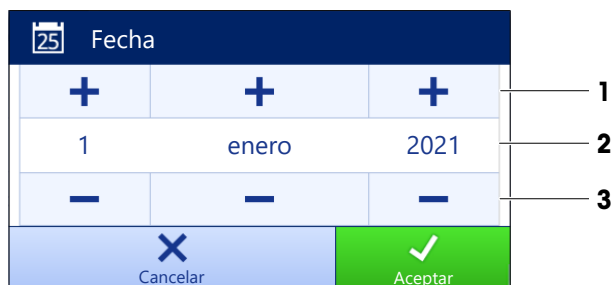 25 Fecha
+ + + 1
1 enero 2021 2
− − − 3
Cancelar Aceptar